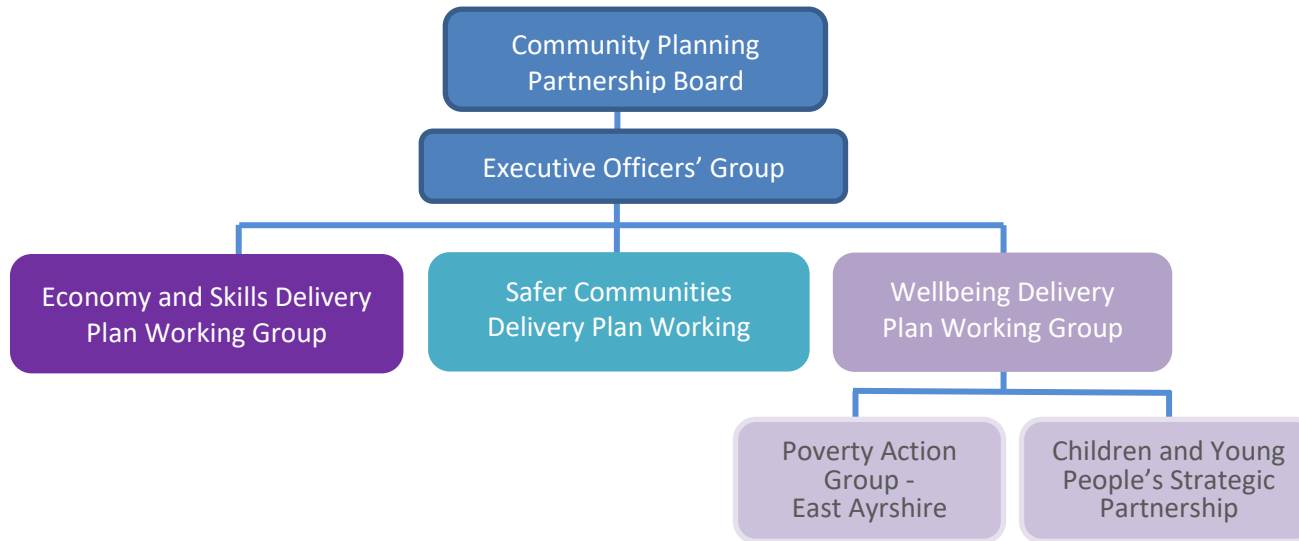 Community Planning
Partnership Board
Executive Officers’ Group
Economy and Skills Delivery
Plan Working Group
Safer Communities
Delivery Plan Working
Wellbeing Delivery
Plan Working Group
Poverty Action
Group -
East Ayrshire
Children and Young
People’s Strategic
Partnership